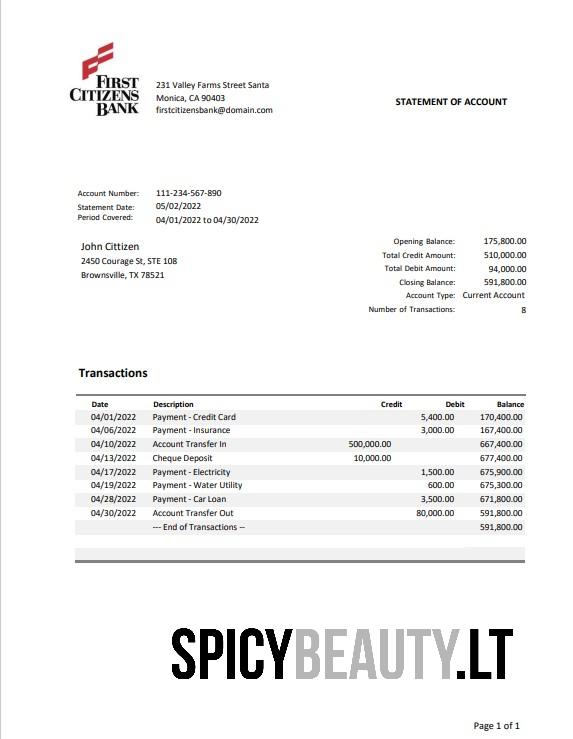 FIRST
CITIZENS
BANK
231 Valley Farms Street Santa
Monica, CA 90403
firstcitizensbank@domain.com
STATEMENT OF ACCOUNT
Account Number: 111-234-567-890
Statement Date: 05/02/2022
Period Covered: 04/01/2022 to 04/30/2022
John Cittizen
2450 Courage St, STE 108
Brownsville, TX 78521
Opening Balance: 175,800.00
Total Credit Amount: 510,000.00
Total Debit Amount: 94,000.00
Closing Balance: 591,800.00
Account Type: Current Account
Number of Transactions: 8
Transactions
Date Description Credit Debit Balance
04/01/2022 Payment - Credit Card 5,400.00 170,400.00
04/06/2022 Payment - Insurance 3,000.00 167,400.00
04/10/2022 Account Transfer In 500,000.00 667,400.00
04/13/2022 Cheque Deposit 10,000.00 677,400.00
04/17/2022 Payment - Electricity 1,500.00 675,900.00
04/19/2022 Payment - Water Utility 600.00 675,300.00
04/28/2022 Payment - Car Loan 3,500.00 671,800.00
04/30/2022 Account Transfer Out 80,000.00 591,800.00
--- End of Transactions -- 591,800.00
SPICYBEAUTY.LT
Page 1 of 1